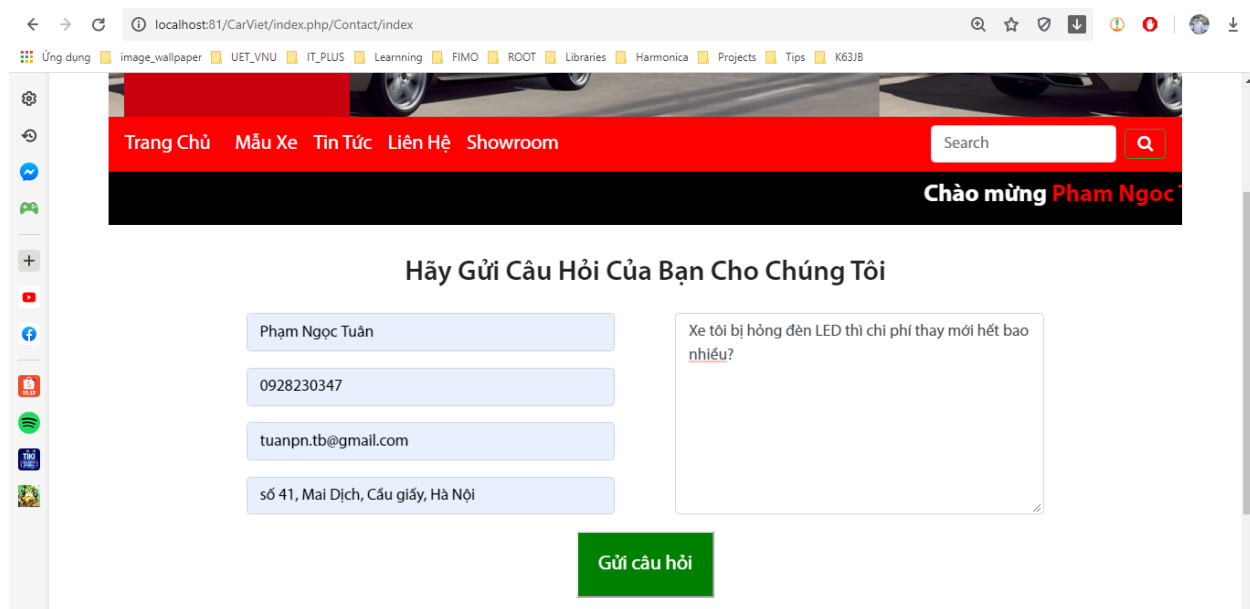 localhost:81/CarViet/index.php/Contact/index
Ứng dụng image_wallpaper UET_VNU IT_PLUS Learnning FIMO ROOT Libraries Harmonica Projects Tips K63JB
Trang Chủ Mẫu Xe Tin Tức Liên Hệ Showroom Search
Chào mừng Pham Ngoc
Hãy Gửi Câu Hỏi Của Bạn Cho Chúng Tôi
Phạm Ngọc Tuân
0928230347
tuanpn.tb@gmail.com
số 41, Mai Dịch, Cầu giấy, Hà Nội
Xe tôi bị hỏng đèn LED thì chi phí thay mới hết bao
nhiểu?
Gửi câu hỏi